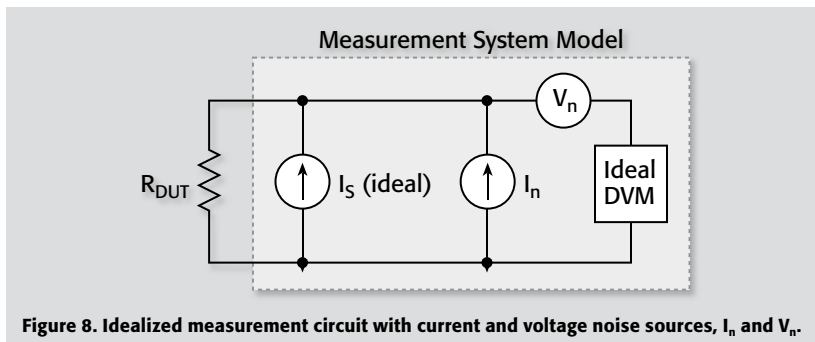 Measurement System Model
Vn
RDUT
IS (ideal)
In
Ideal
DVM
Figure 8. Idealized measurement circuit with current and voltage noise sources, In and Vn.